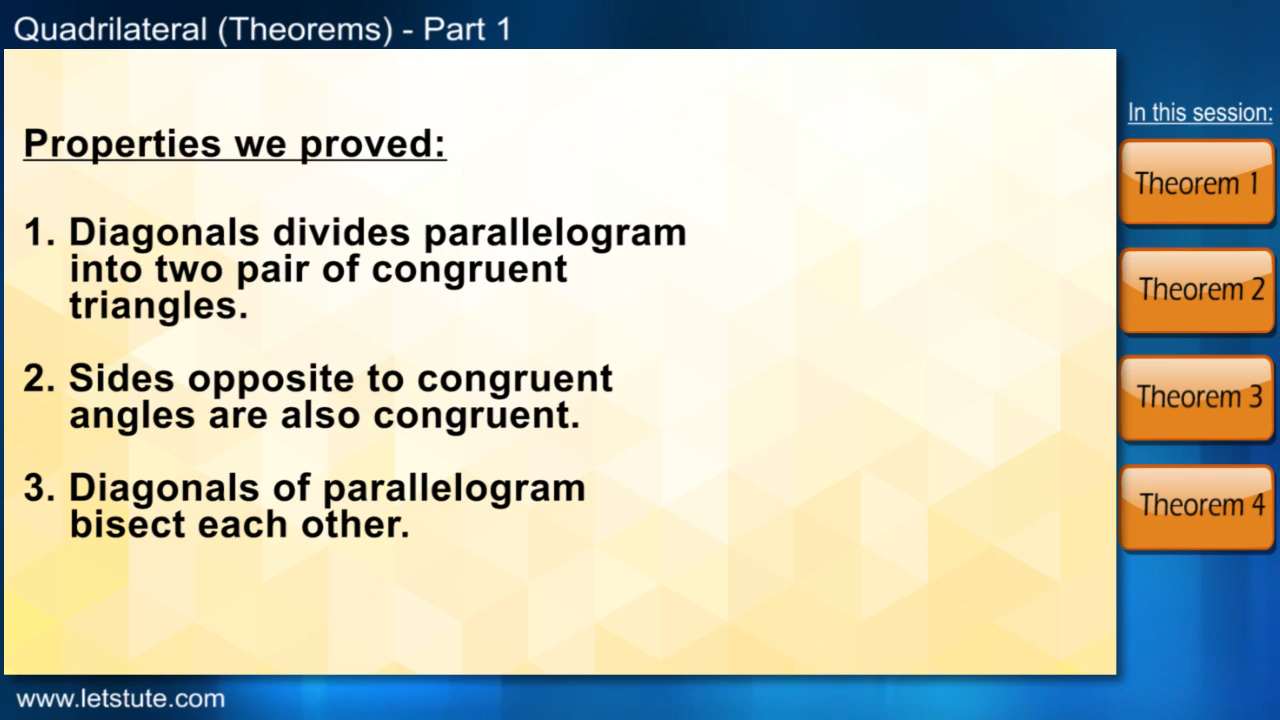 Quadrilateral (Theorems) - Part 1
Properties we proved:
1. Diagonals divides parallelogram
into two pair of congruent
triangles.
2. Sides opposite to congruent
angles are also congruent.
3. Diagonals of parallelogram
bisect each other.
In this session:
Theorem 1
Theorem 2
Theorem 3
Theorem 4
www.letstute.com